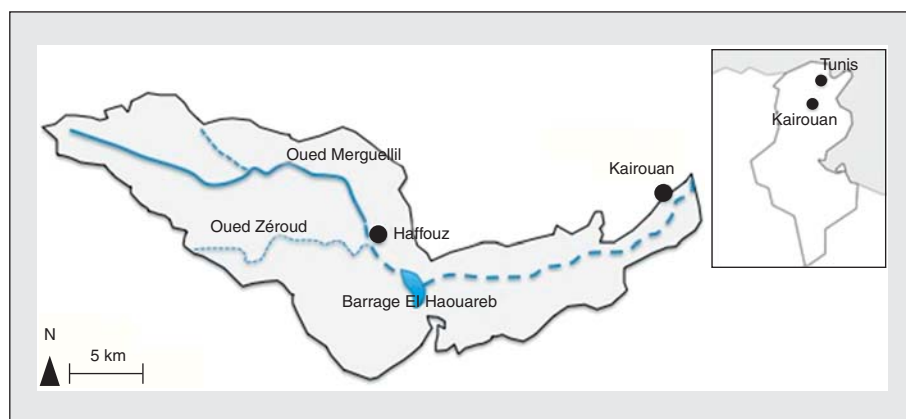 Tunis
Kairouan
Oued Merguellil
Kairouan
Oued Zéroud
Haffouz
Barrage El Haouareb
N
5 km